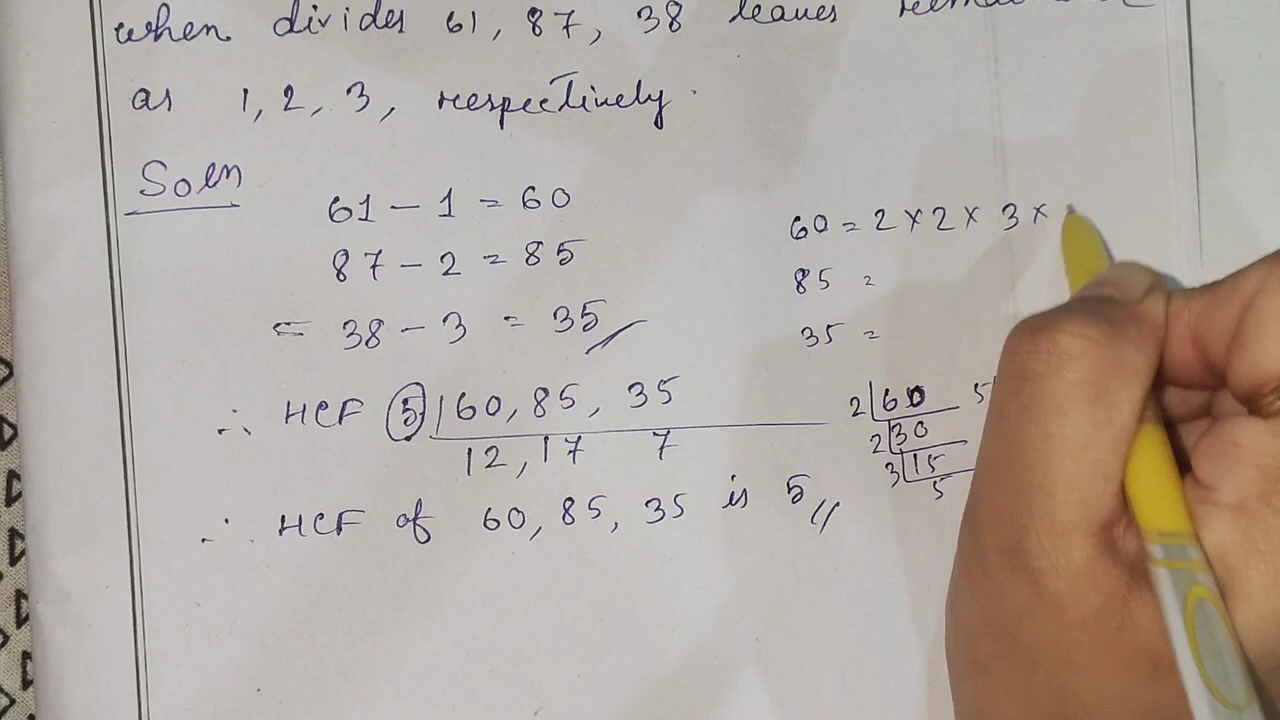 when divides 61, 87, 38 leaves
as 1, 2, 3, respectively.
Soln
61 - 1 = 60
87 - 2 = 85
= 38 - 3 = 35
∴ HCF 5 | 60, 85, 35
12, 17 7
∴ HCF of 60, 85, 35 is 5 //
60 = 2 × 2 × 3 ×
85 =
35 =
2 | 60 5
2 | 30
3 | 15
5